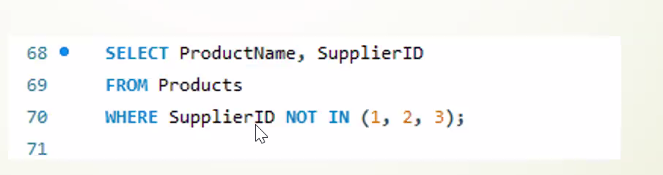 68 SELECT ProductName, SupplierID
69 FROM Products
70 WHERE SupplierID NOT IN (1, 2, 3);
71